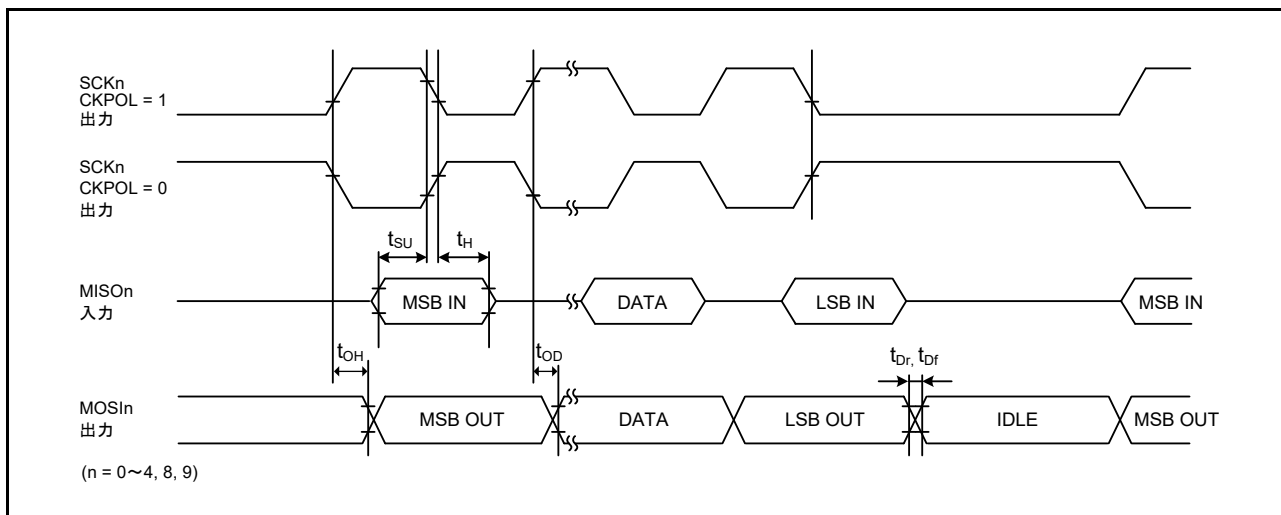 SCKn
CKPOL = 1
出力
SCKn
CKPOL = 0
出力
tSU
tH
MISOn
入力
MSB IN
DATA
LSB IN
MSB IN
tOH
tOD
tDr, tDf
MOSIn
出力
MSB OUT
DATA
LSB OUT
IDLE
MSB OUT
(n = 0～4, 8, 9)